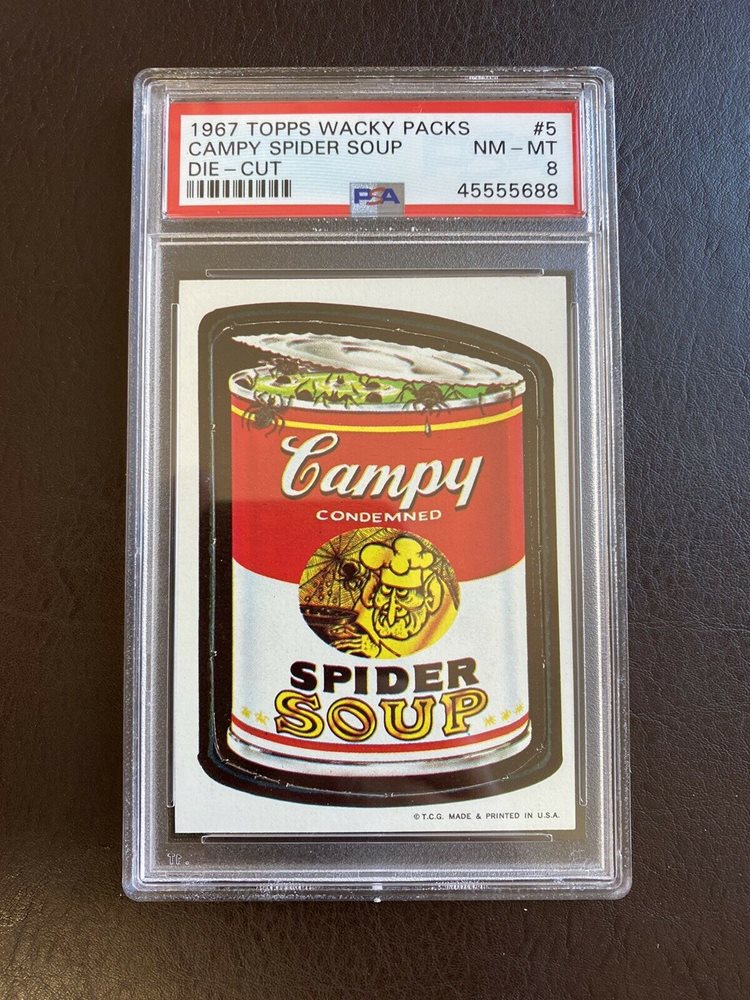 1967 TOPPS WACKY PACKS #5
CAMPY SPIDER SOUP NM – MT
DIE – CUT 8
PSA 45555688
Campy
CONDEMNED
SPIDER
SOUP
© T.C.G. MADE & PRINTED IN U.S.A.